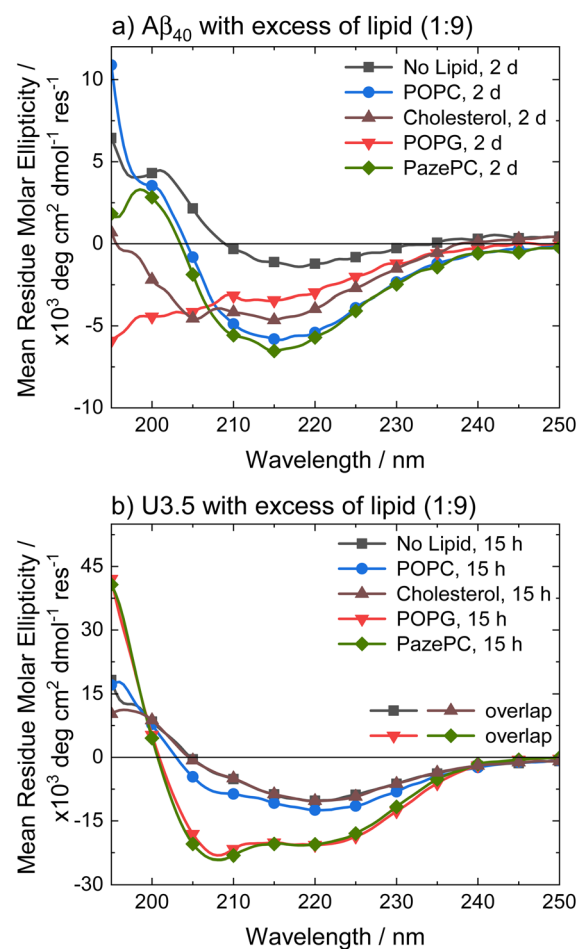 a) Aβ₄₀ with excess of lipid (1:9)
Mean Residue Molar Ellipticity /
x10³ deg cm² dmol⁻¹ res⁻¹
10
5
0
-5
-10
No Lipid, 2 d
POPC, 2 d
Cholesterol, 2 d
POPG, 2 d
PazePC, 2 d
200 210 220 230 240 250
Wavelength / nm
b) U3.5 with excess of lipid (1:9)
Mean Residue Molar Ellipticity /
x10³ deg cm² dmol⁻¹ res⁻¹
45
30
15
0
-15
-30
No Lipid, 15 h
POPC, 15 h
Cholesterol, 15 h
POPG, 15 h
PazePC, 15 h
overlap
overlap
200 210 220 230 240 250
Wavelength / nm